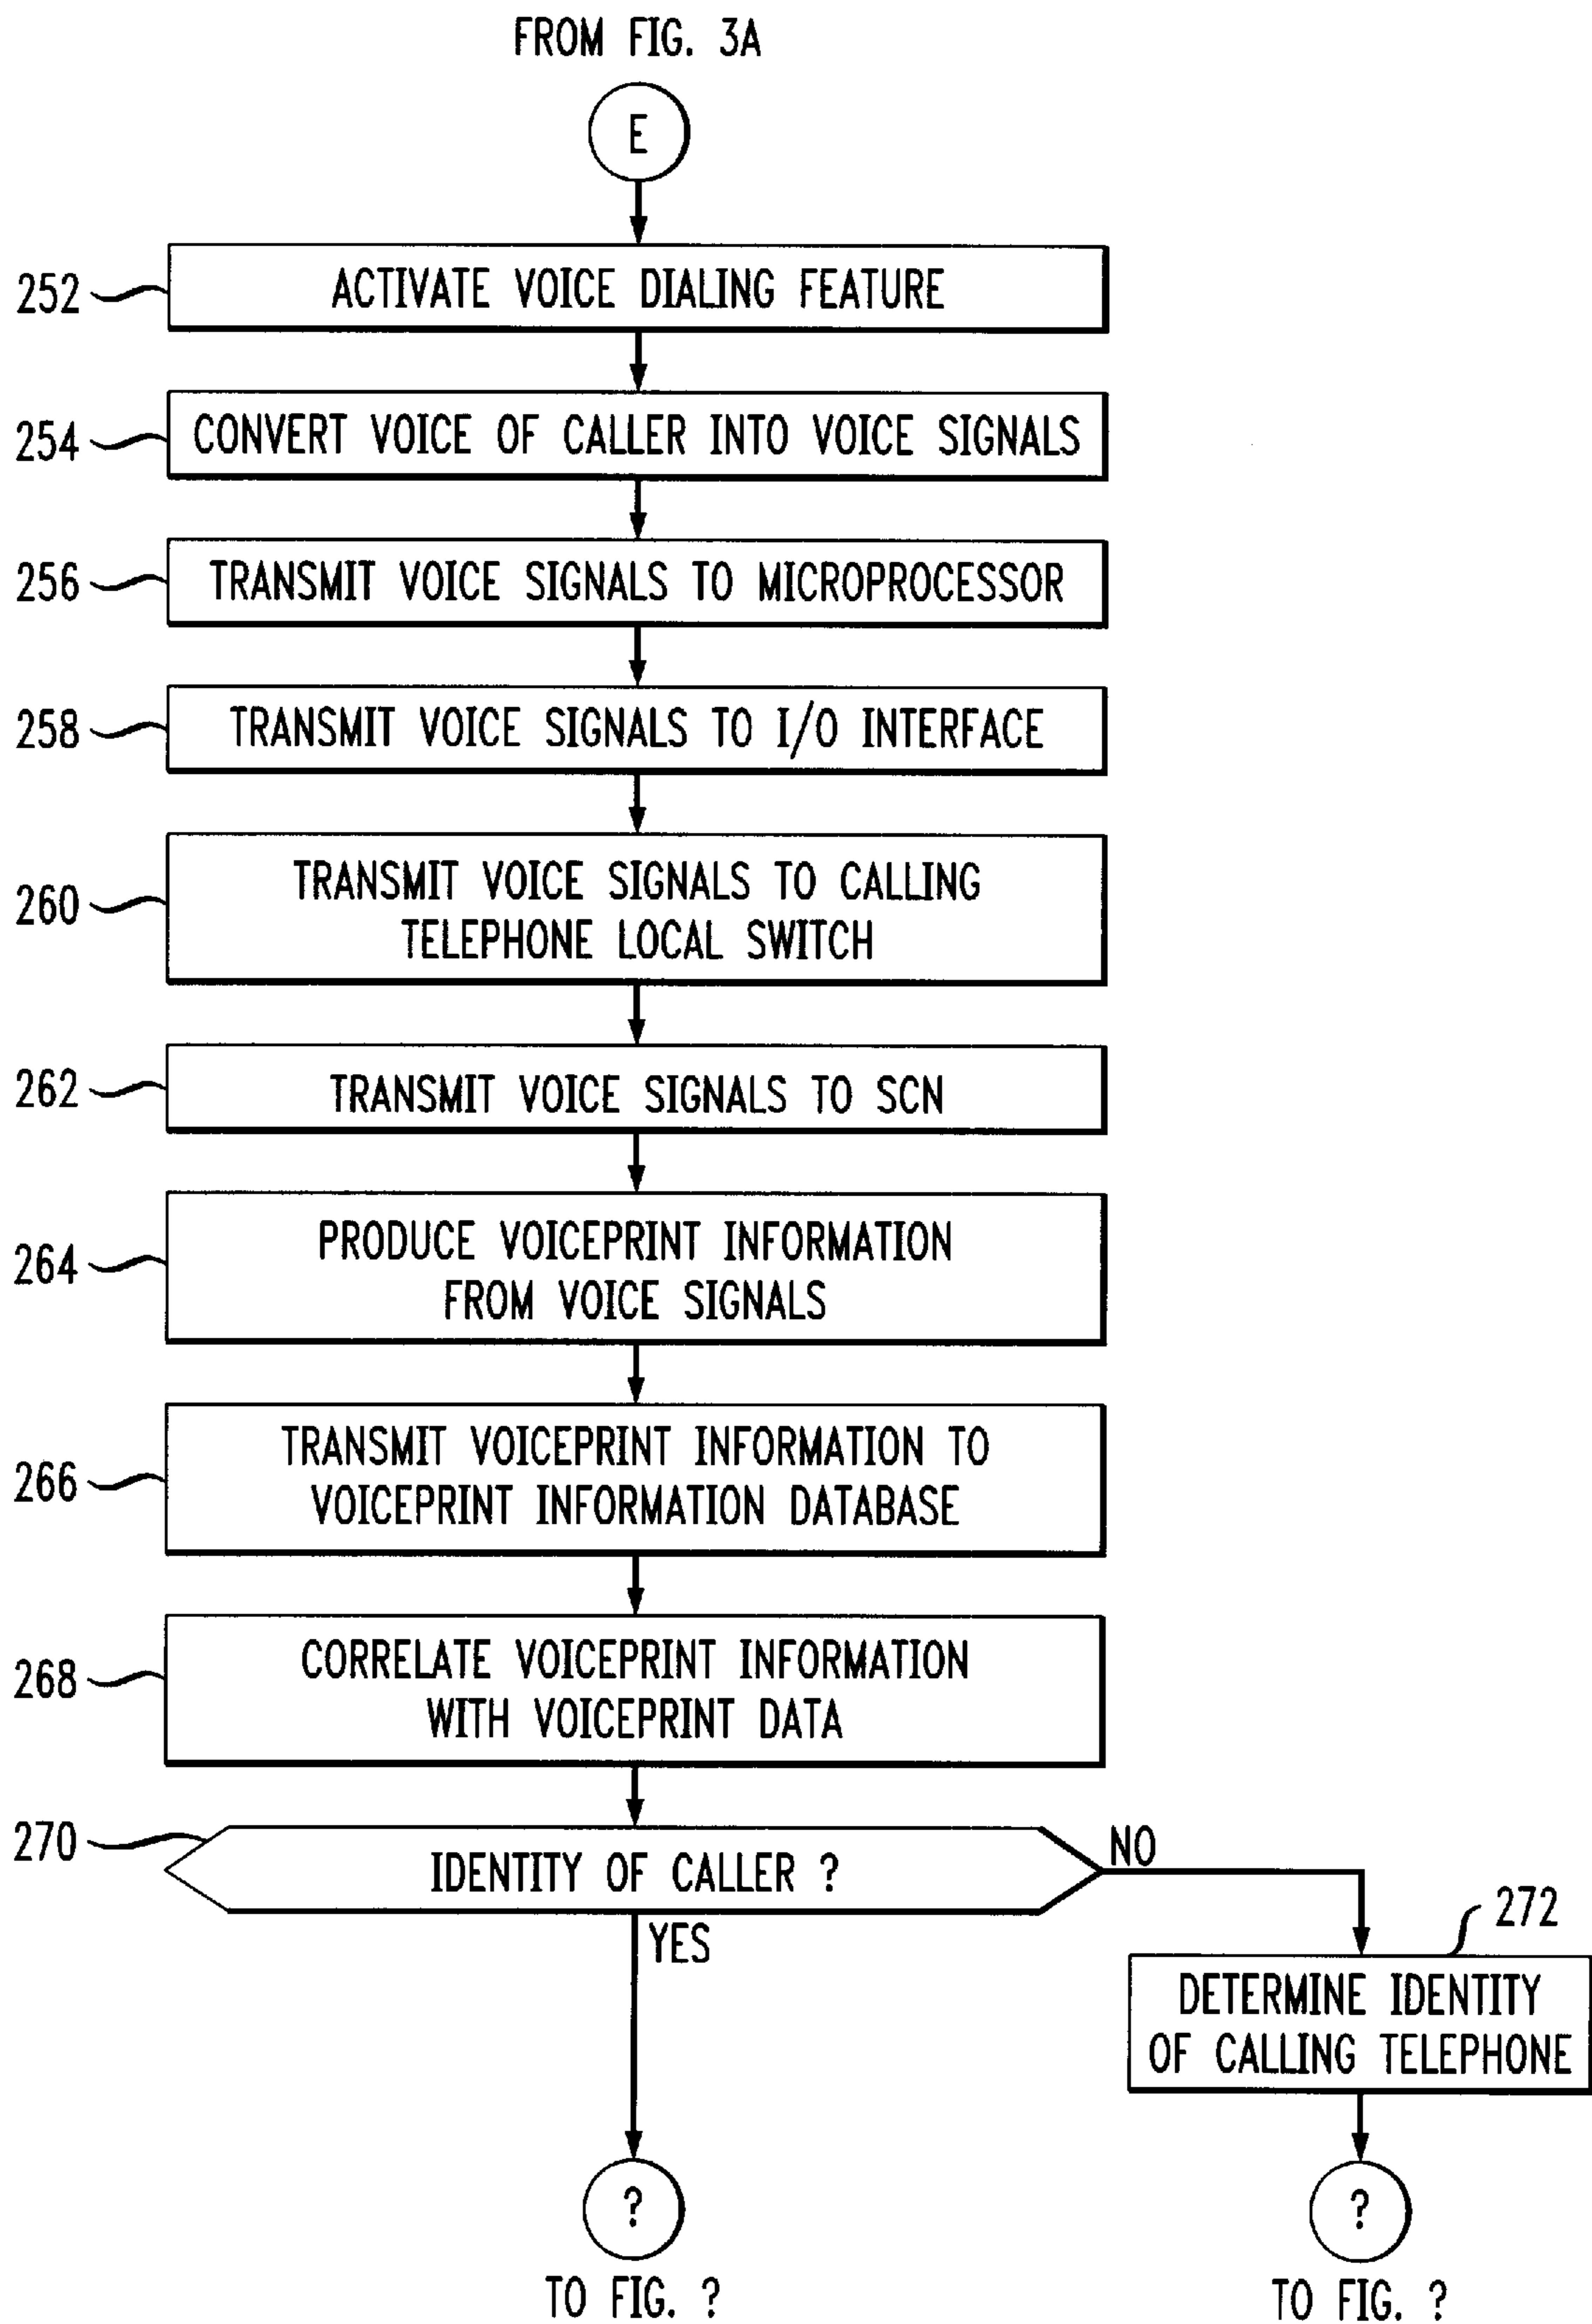 FROM FIG. 3A
E
252
ACTIVATE VOICE DIALING FEATURE
254
CONVERT VOICE OF CALLER INTO VOICE SIGNALS
256
TRANSMIT VOICE SIGNALS TO MICROPROCESSOR
258
TRANSMIT VOICE SIGNALS TO I/O INTERFACE
260
TRANSMIT VOICE SIGNALS TO CALLING
TELEPHONE LOCAL SWITCH
262
TRANSMIT VOICE SIGNALS TO SCN
264
PRODUCE VOICEPRINT INFORMATION
FROM VOICE SIGNALS
266
TRANSMIT VOICEPRINT INFORMATION TO
VOICEPRINT INFORMATION DATABASE
268
CORRELATE VOICEPRINT INFORMATION
WITH VOICEPRINT DATA
270
IDENTITY OF CALLER ?
NO
YES
272
DETERMINE IDENTITY
OF CALLING TELEPHONE
?
TO FIG. ?
?
TO FIG. ?